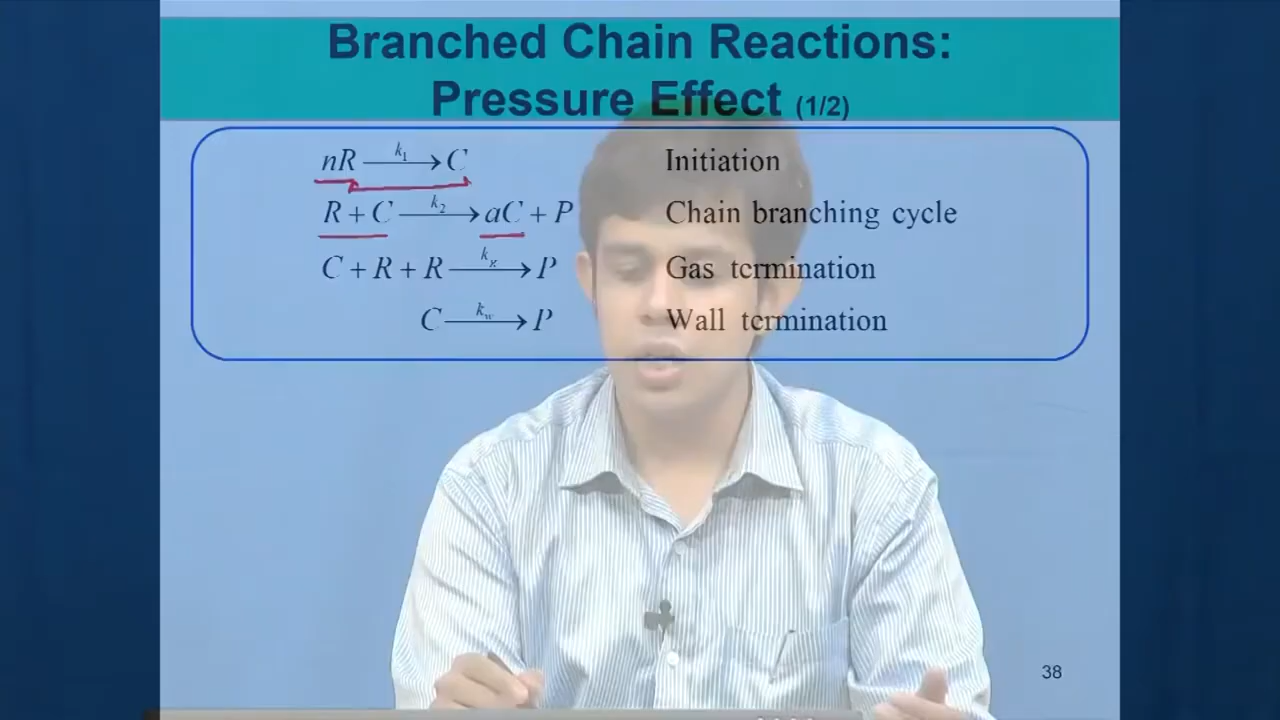 Branched Chain Reactions:
Pressure Effect (1/2)
nR —k₁→ C Initiation
R + C —k₂→ aC + P Chain branching cycle
C + R + R —k_g→ P Gas termination
C —k_w→ P Wall termination
38